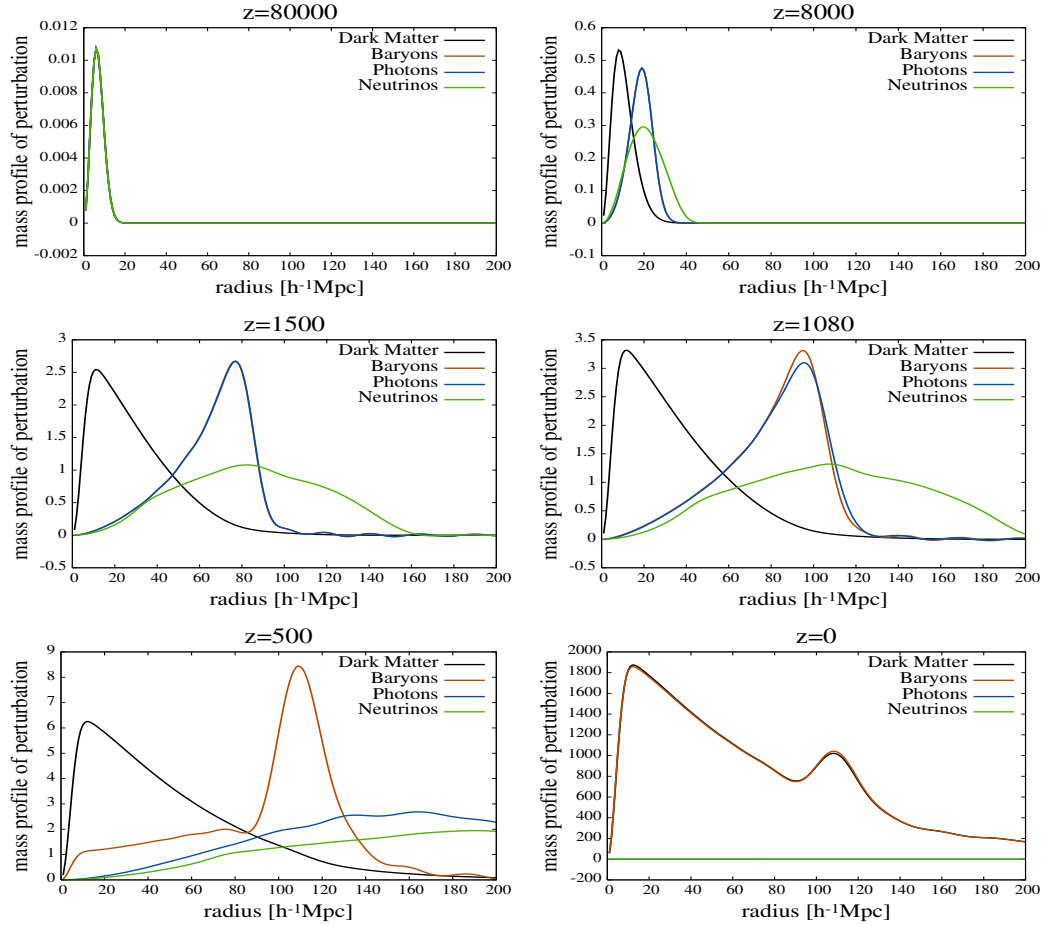 z=80000
mass profile of perturbation
0.012
0.01
0.008
0.006
0.004
0.002
0
-0.002
Dark Matter
Baryons
Photons
Neutrinos
0 20 40 60 80 100 120 140 160 180 200
radius [h-1Mpc]
z=8000
mass profile of perturbation
0.6
0.5
0.4
0.3
0.2
0.1
0
-0.1
Dark Matter
Baryons
Photons
Neutrinos
0 20 40 60 80 100 120 140 160 180 200
radius [h-1Mpc]
z=1500
mass profile of perturbation
3
2.5
2
1.5
1
0.5
0
-0.5
Dark Matter
Baryons
Photons
Neutrinos
0 20 40 60 80 100 120 140 160 180 200
radius [h-1Mpc]
z=1080
mass profile of perturbation
3.5
3
2.5
2
1.5
1
0.5
0
-0.5
Dark Matter
Baryons
Photons
Neutrinos
0 20 40 60 80 100 120 140 160 180 200
radius [h-1Mpc]
z=500
mass profile of perturbation
9
8
7
6
5
4
3
2
1
0
Dark Matter
Baryons
Photons
Neutrinos
0 20 40 60 80 100 120 140 160 180 200
radius [h-1Mpc]
z=0
mass profile of perturbation
2000
1800
1600
1400
1200
1000
800
600
400
200
0
-200
Dark Matter
Baryons
Photons
Neutrinos
0 20 40 60 80 100 120 140 160 180 200
radius [h-1Mpc]